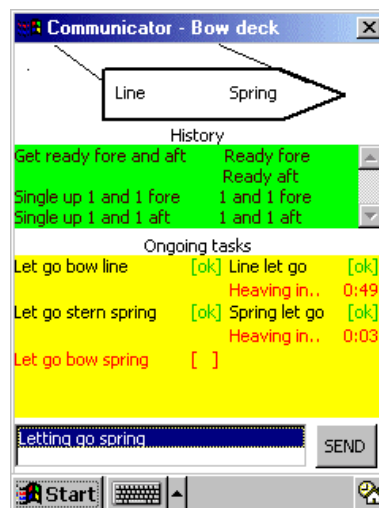 Communicator - Bow deck
Line Spring
History
Get ready fore and aft Ready fore
Ready aft
Single up 1 and 1 fore 1 and 1 fore
Single up 1 and 1 aft 1 and 1 aft
Ongoing tasks
Let go bow line [ok] Line let go [ok]
Heaving in.. 0:49
Let go stern spring [ok] Spring let go [ok]
Heaving in.. 0:03
Let go bow spring [ ]
Letting go spring
SEND
Start